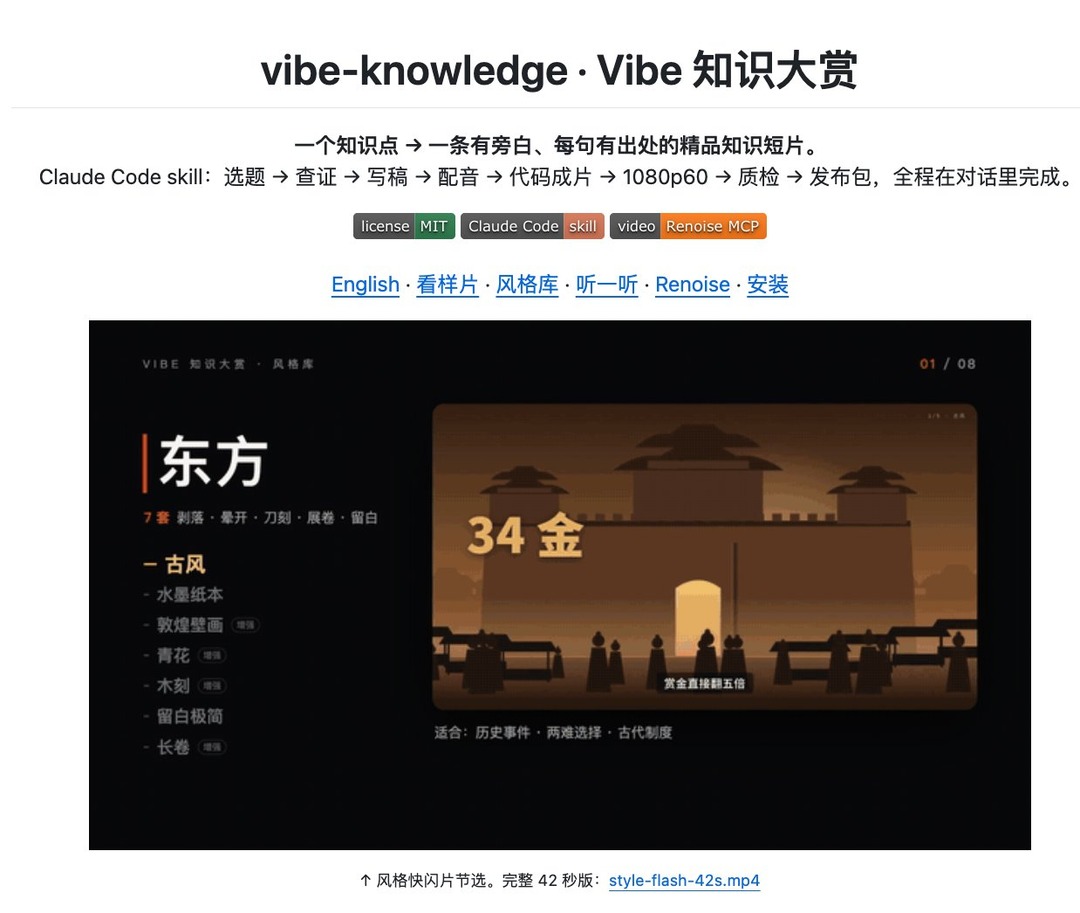 vibe-knowledge · Vibe 知识大赏
一个知识点 → 一条有旁白、每句有出处的精品知识短片。
Claude Code skill：选题 → 查证 → 写稿 → 配音 → 代码成片 → 1080p60 → 质检 → 发布包，全程在对话里完成。
license MIT Claude Code skill video Renoise MCP
English · 看样片 · 风格库 · 听一听 · Renoise · 安装
VIBE 知识大赏 · 风格库
01 / 08
东方
7 套 剥落 · 晕开 · 刀刻 · 展卷 · 留白
– 古风
- 水墨纸本
- 敦煌壁画 增强
- 青花 增强
- 木刻 增强
- 留白极简
- 长卷 增强
34 金
赏金直接翻五倍
适合：历史事件 · 两难选择 · 古代制度
↑ 风格快闪片节选。完整 42 秒版：style-flash-42s.mp4